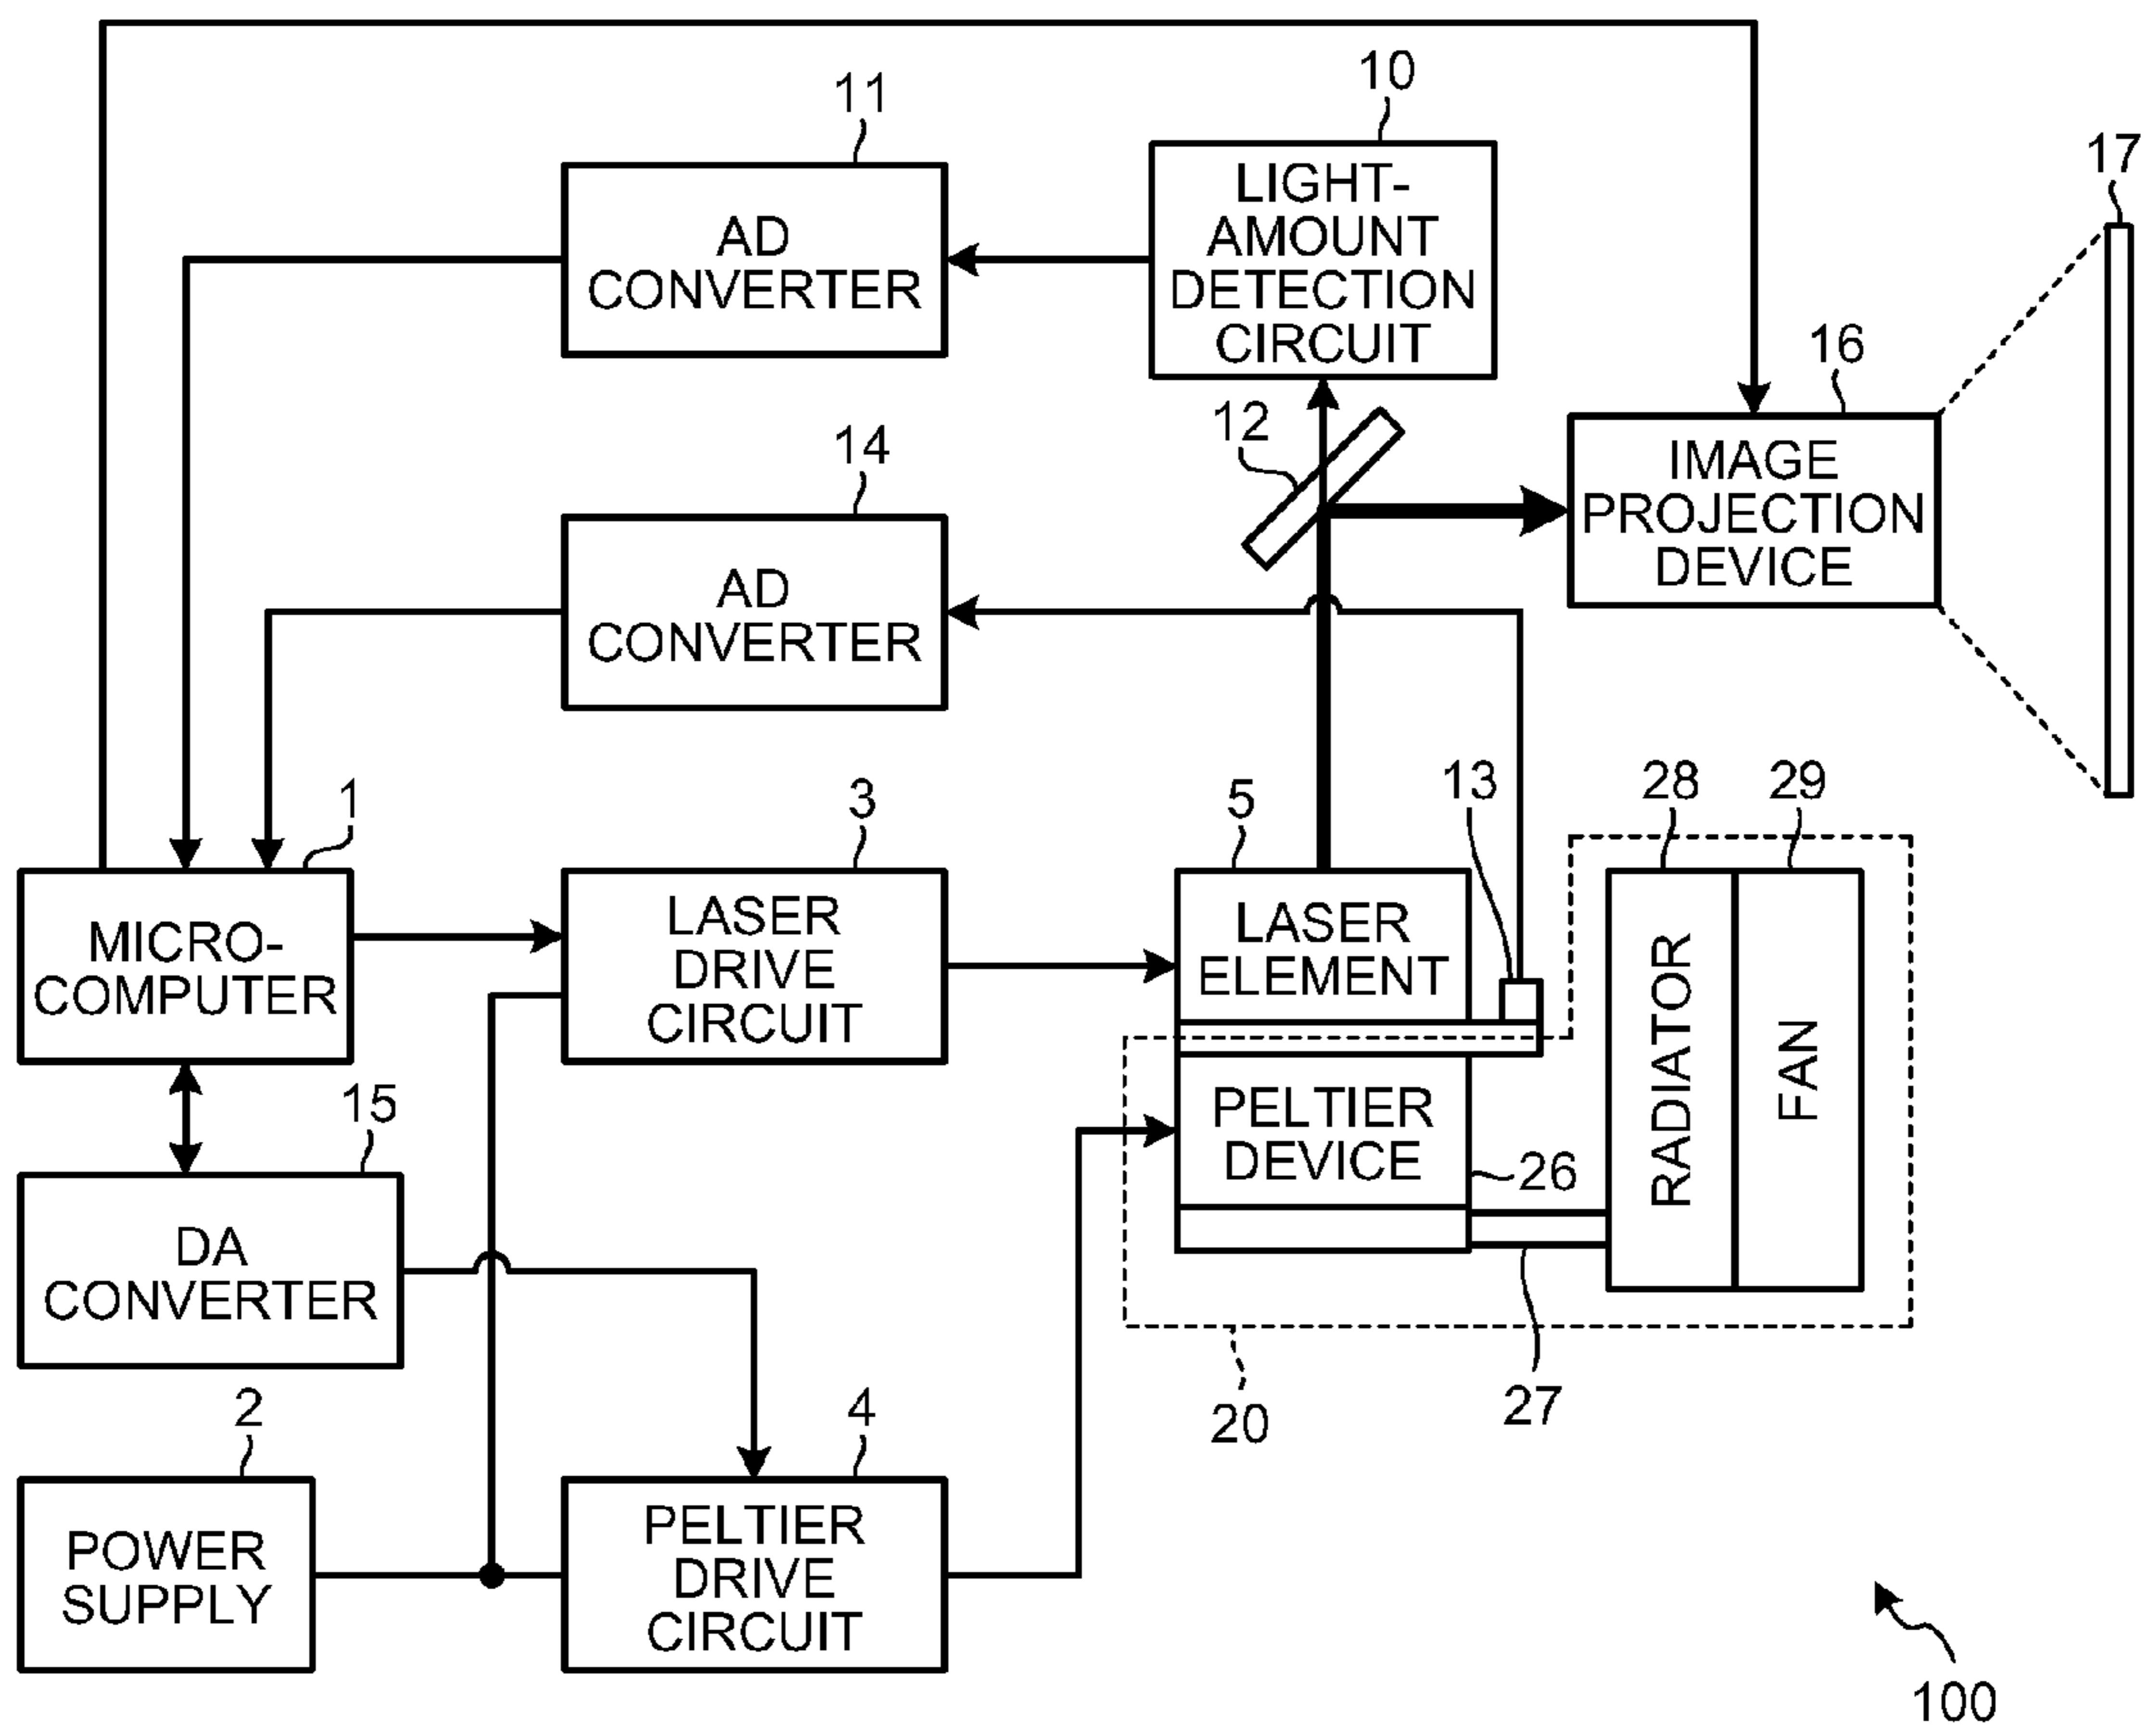 10
11
17
LIGHT-
AMOUNT
DETECTION
CIRCUIT
AD
CONVERTER
16
12
14
IMAGE
PROJECTION
DEVICE
AD
CONVERTER
1
3
5
13
28
29
MICRO-
COMPUTER
LASER
DRIVE
CIRCUIT
LASER
ELEMENT
RADIATOR
FAN
15
PELTIER
DEVICE
26
DA
CONVERTER
27
20
2
4
POWER
SUPPLY
PELTIER
DRIVE
CIRCUIT
100